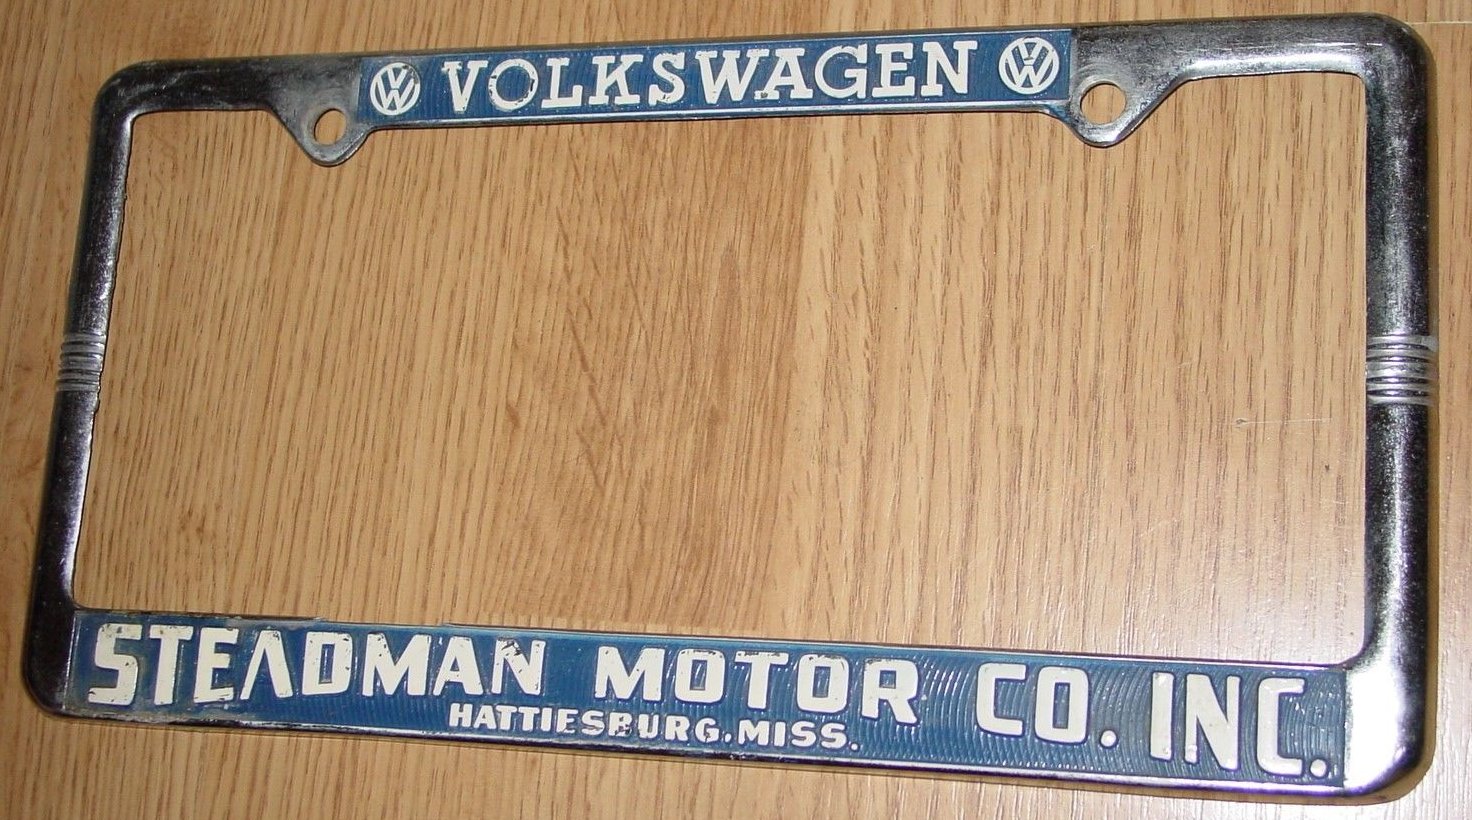 VW VOLKSWAGEN VW
STEADMAN MOTOR CO. INC.
HATTIESBURG, MISS.